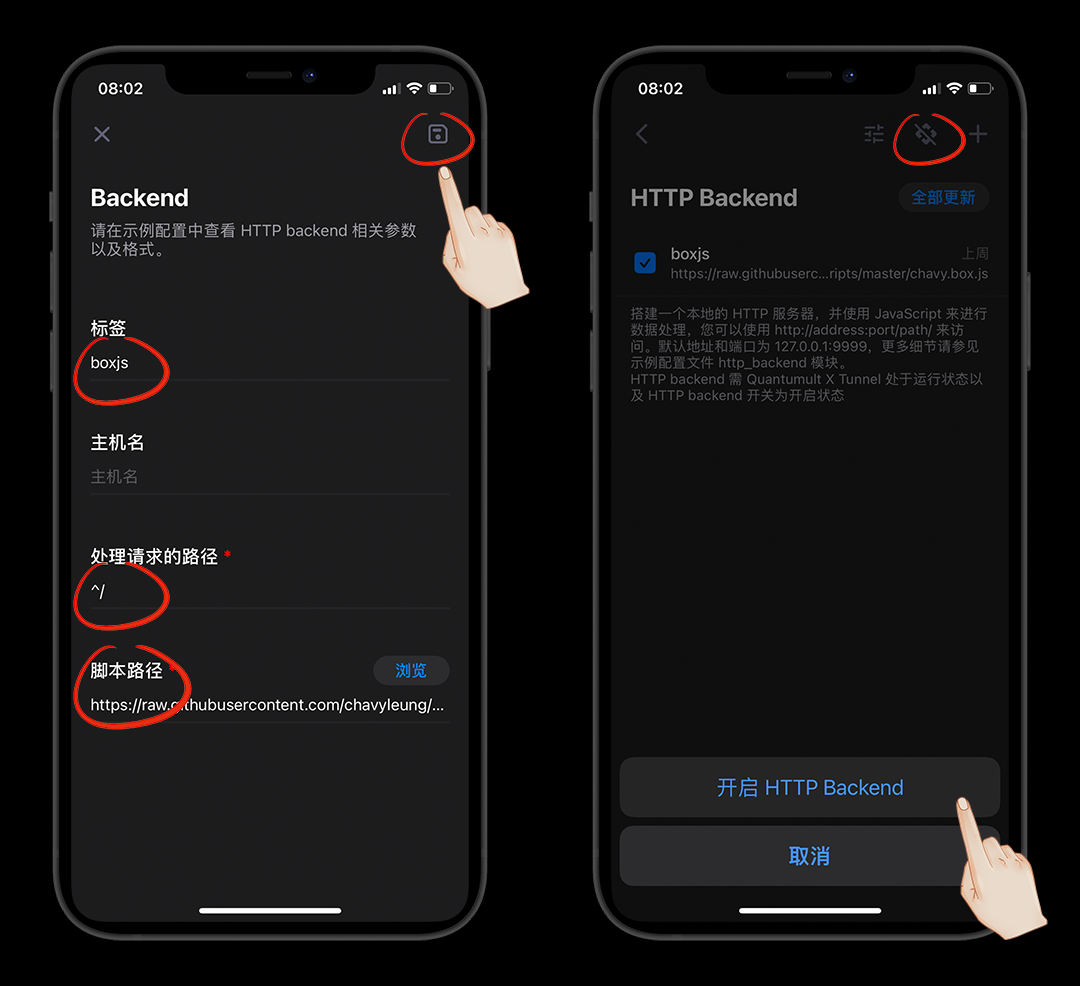 08:02
Backend
请在示例配置中查看 HTTP backend 相关参数
以及格式。
标签
boxjs
主机名
主机名
处理请求的路径 *
^/
脚本路径 *
浏览
https://raw.githubusercontent.com/chavyleung/...
08:02
HTTP Backend
全部更新
boxjs
上周
https://raw.githubuserc...ripts/master/chavy.box.js
搭建一个本地的 HTTP 服务器，并使用 JavaScript 来进行
数据处理，您可以使用 http://address:port/path/ 来访
问。默认地址和端口为 127.0.0.1:9999，更多细节请参见
示例配置文件 http_backend 模块。
HTTP backend 需 Quantumult X Tunnel 处于运行状态以
及 HTTP backend 开关为开启状态
开启 HTTP Backend
取消